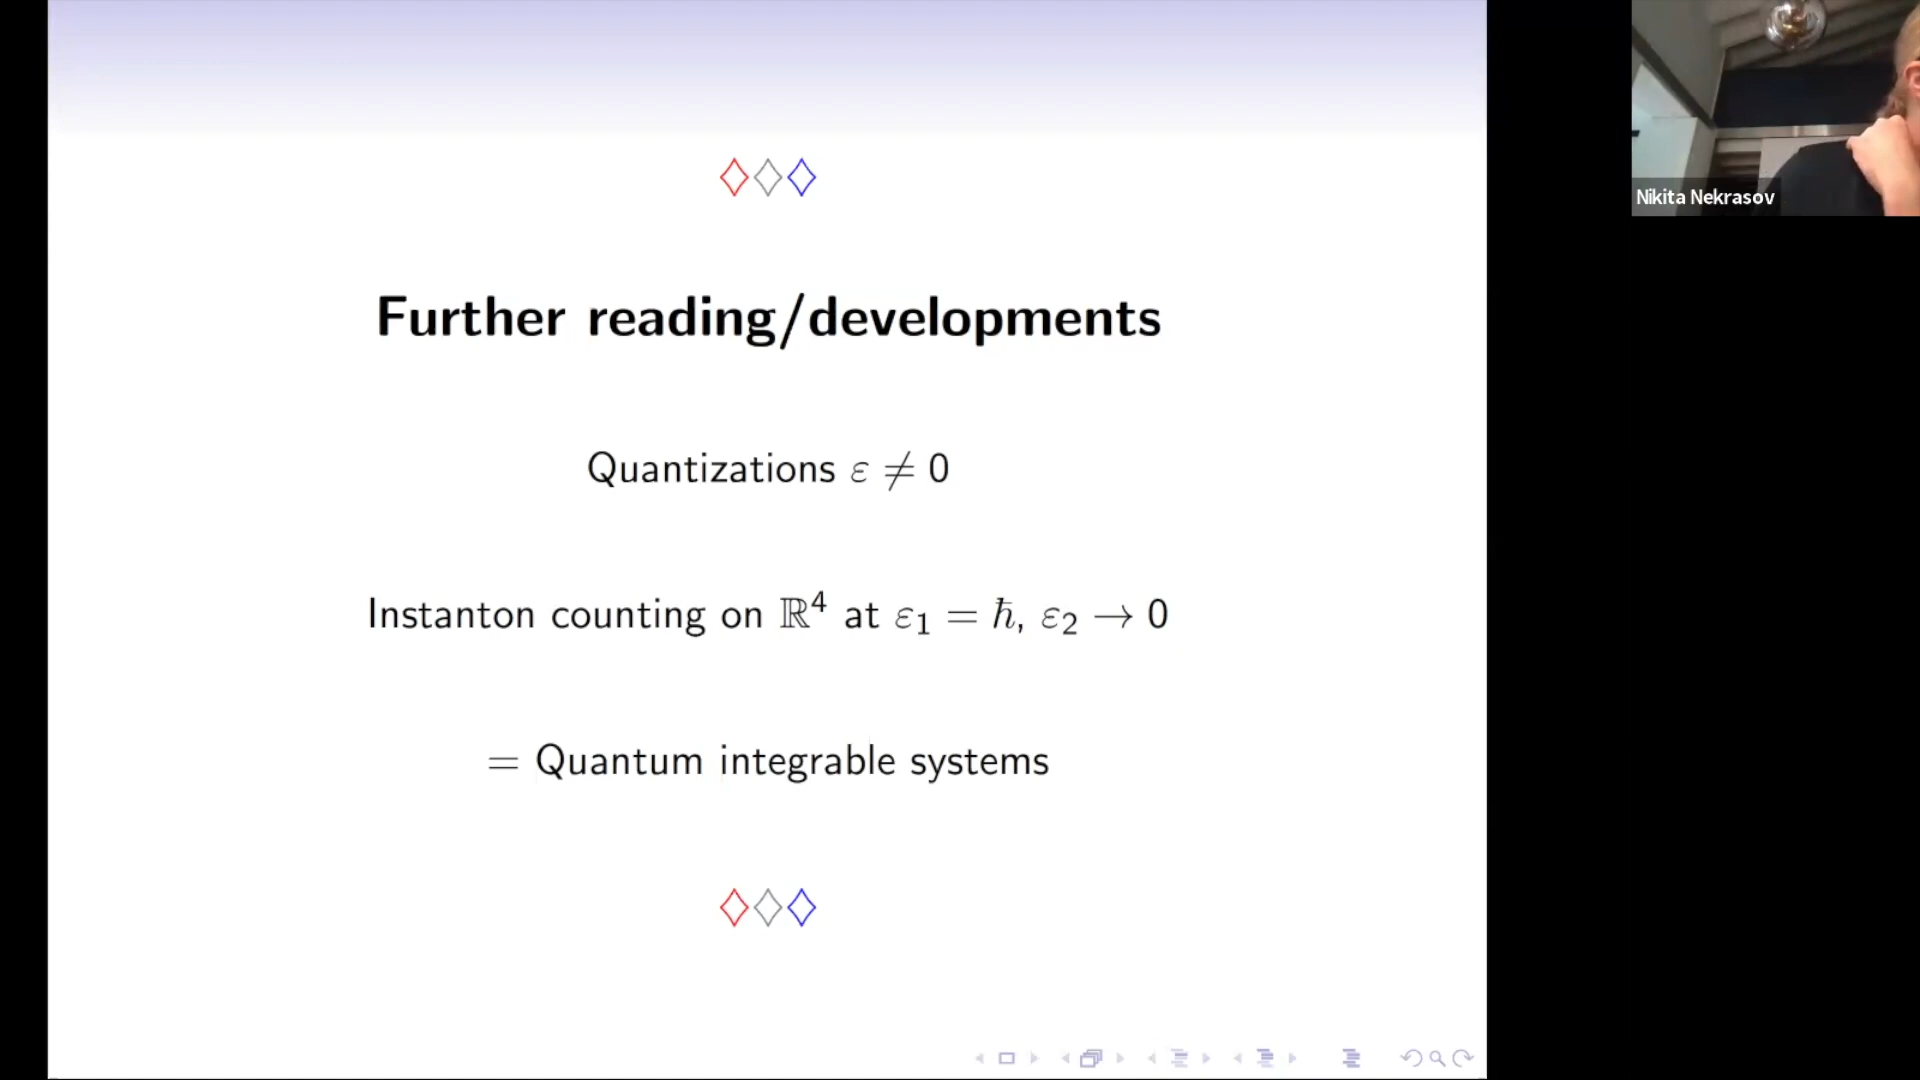 Further reading/developments
Quantizations ε ≠ 0
Instanton counting on ℝ⁴ at ε₁ = ħ, ε₂ → 0
= Quantum integrable systems
Nikita Nekrasov